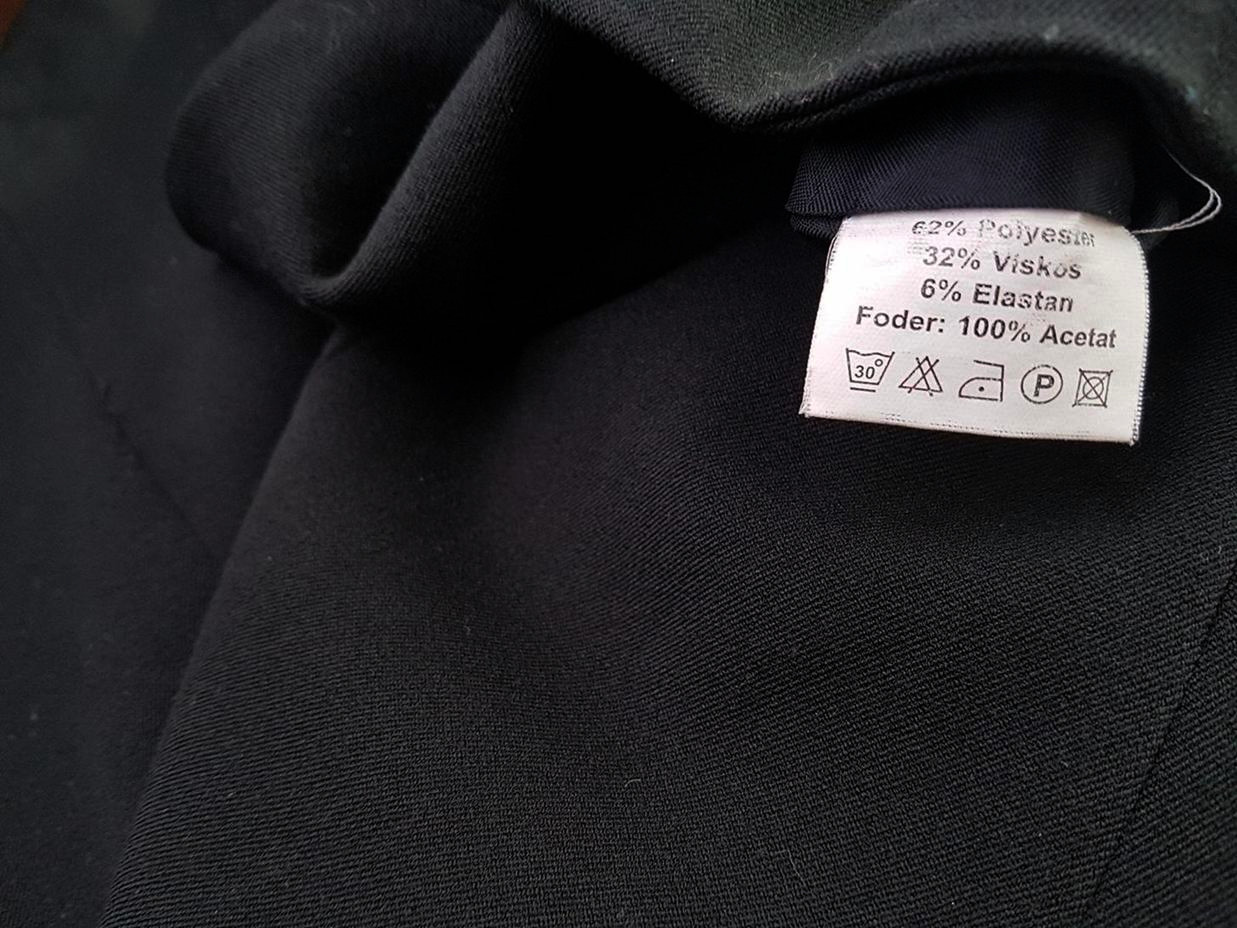 62% Polyester
32% Viskos
6% Elastan
Foder: 100% Acetat
30°
P